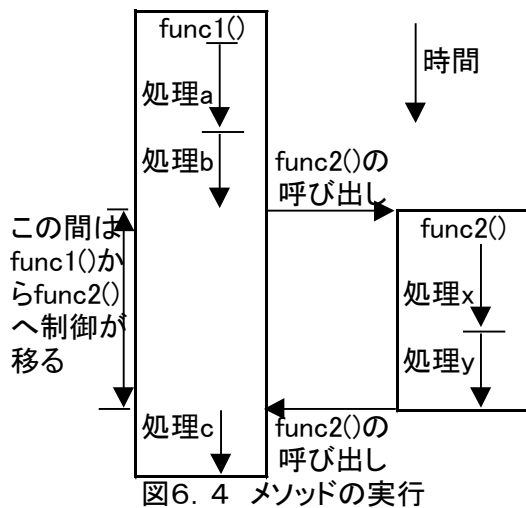 func1()
時間
処理a
処理b
func2()の
呼び出し
この間は
func1()か
らfunc2()
へ制御が
移る
func2()
処理x
処理y
処理c
func2()の
呼び出し
図6．4　メソッドの実行